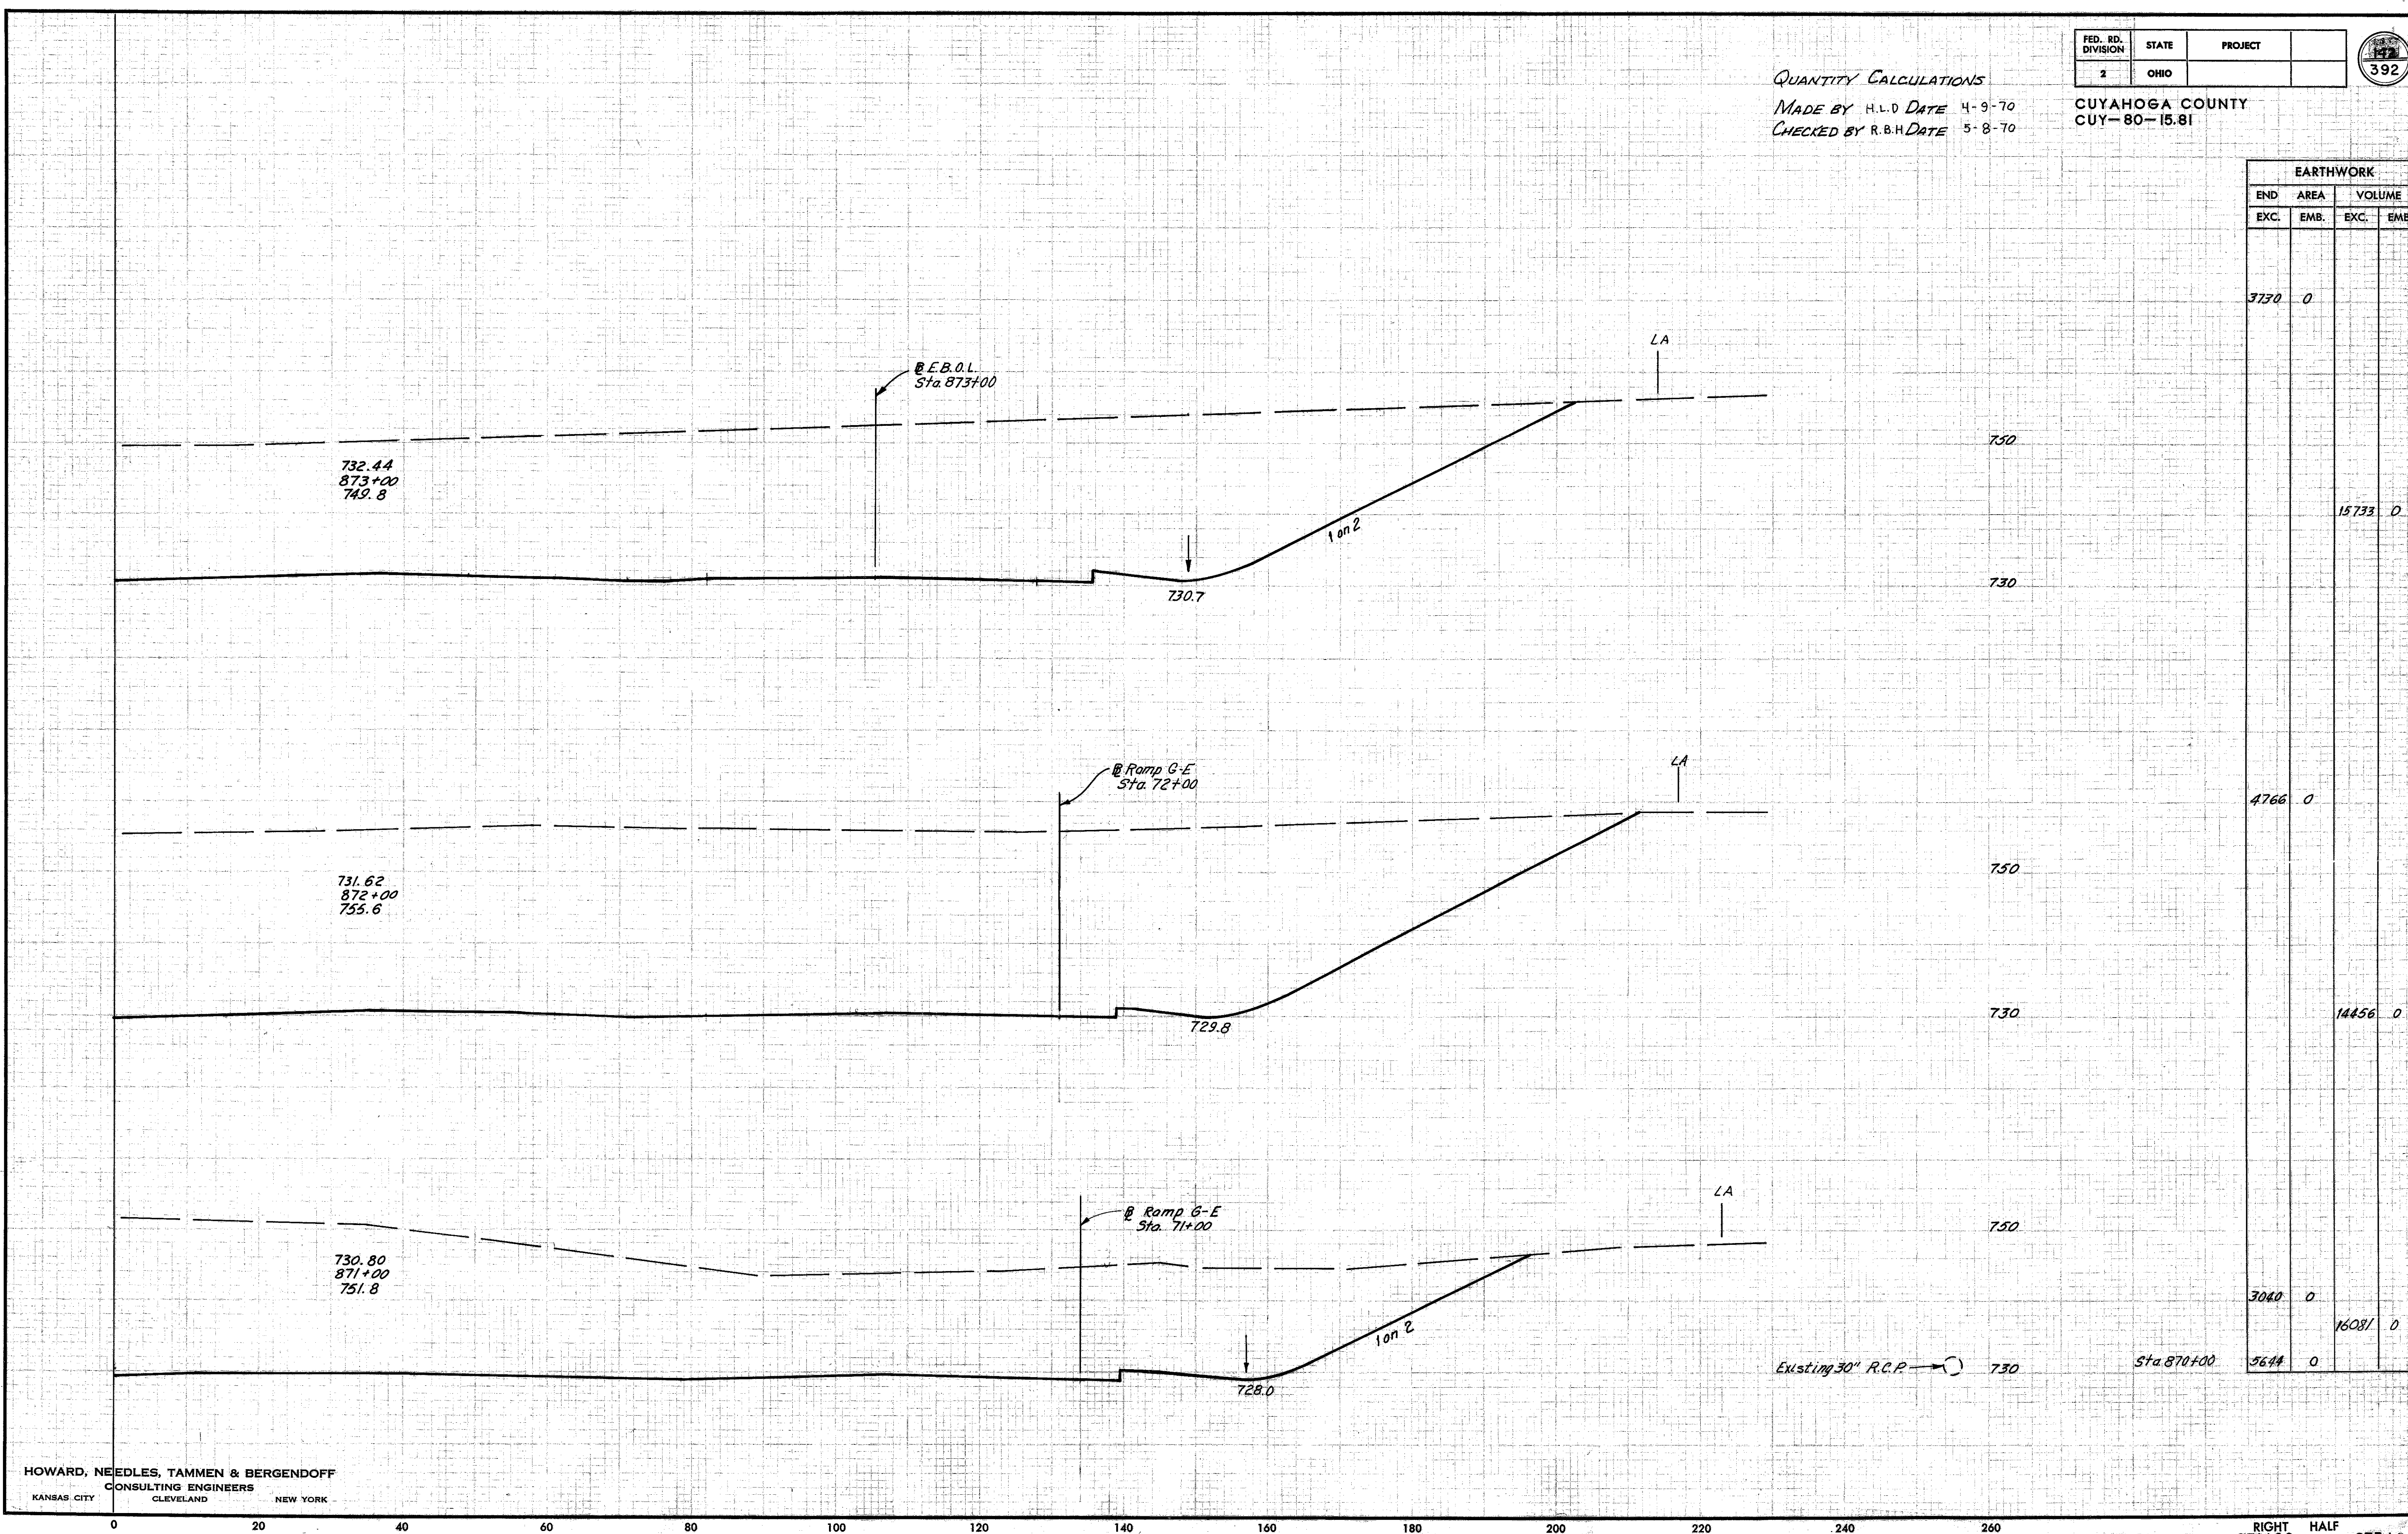 FED. RD. DIVISION STATE PROJECT
2 OHIO
392
QUANTITY CALCULATIONS
MADE BY H.L.D DATE 4-9-70
CHECKED BY R.B.H DATE 5-8-70
CUYAHOGA COUNTY
CUY-80-15.81
EARTHWORK
END AREA VOLUME
EXC. EMB. EXC.
3730 0
LA
E.B.O.L.
Sta. 873+00
750
732.44
873+00
749.8
15733 0
1 on 2
730
730.7
LA
Ramp G-E
Sta. 72+00
4766 0
750
731.62
872+00
755.6
730
14456 0
729.8
LA
Ramp G-E
Sta. 71+00
750
730.80
871+00
751.8
3040 0
16081 0
1 on 2
Existing 30" R.C.P. 730 Sta. 870+00 5644 0
728.0
HOWARD, NEEDLES, TAMMEN & BERGENDOFF
CONSULTING ENGINEERS
KANSAS CITY CLEVELAND NEW YORK
0 20 40 60 80 100 120 140 160 180 200 220 240 260
RIGHT HALF